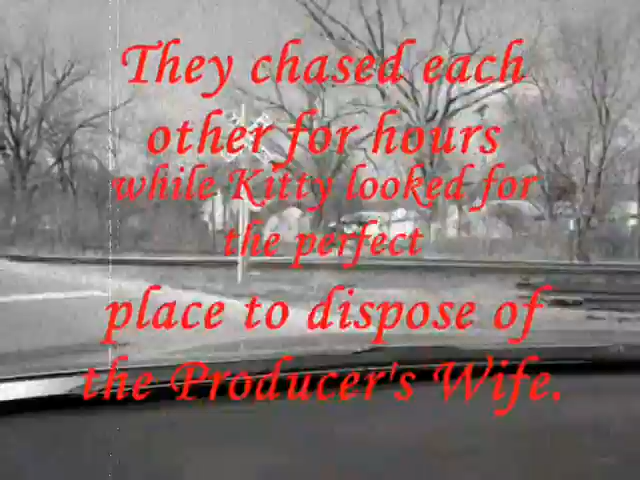 They chased each
other for hours
while Kitty looked for
the perfect
place to dispose of
the Producer's Wife.